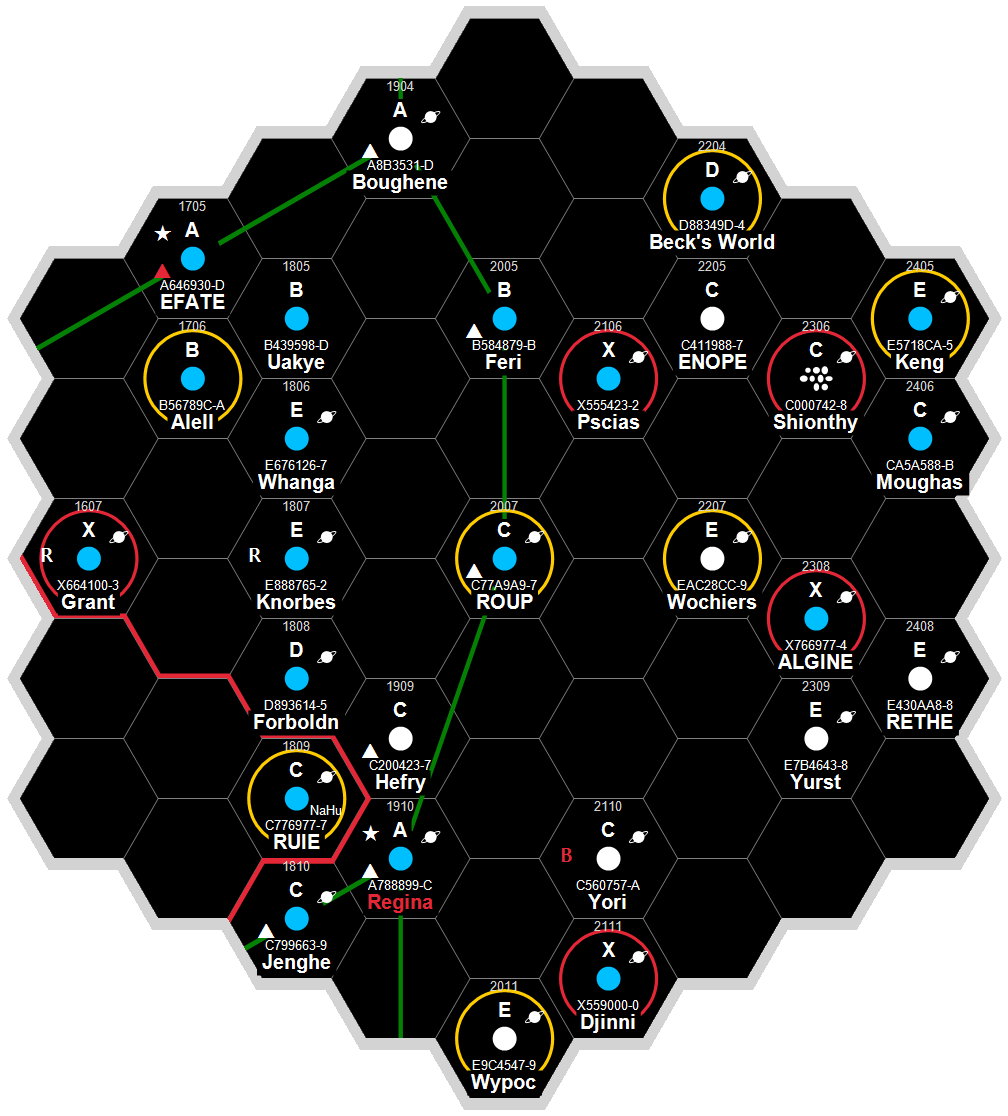 1904
A
A8B3531-D
Boughene
2204
D
D88349D-4
Beck's World
1705
A
A646930-D
EFATE
1805
B
B439598-D
Uakye
2005
B
B584879-B
Feri
2205
C
C411988-7
ENOPE
2405
E
E5718CA-5
Keng
1706
B
B56789C-A
Alell
2106
X
X555423-2
Pscias
2306
C
C000742-8
Shionthy
1806
E
E676126-7
Whanga
2406
C
CA5A588-B
Moughas
1607
X
R
X664100-3
Grant
1807
E
R
E888765-2
Knorbes
2007
C
C77A9A9-7
ROUP
2207
E
EAC28CC-9
Wochiers
2308
X
X766977-4
ALGINE
1808
D
D893614-5
Forboldn
2408
E
E430AA8-8
RETHE
1909
C
C200423-7
Hefry
2309
E
E7B4643-8
Yurst
1809
C
NaHu
C776977-7
RUIE
1910
A
A788899-C
Regina
2110
C
B
C560757-A
Yori
1810
C
C799663-9
Jenghe
2111
X
X559000-0
Djinni
2011
E
E9C4547-9
Wypoc